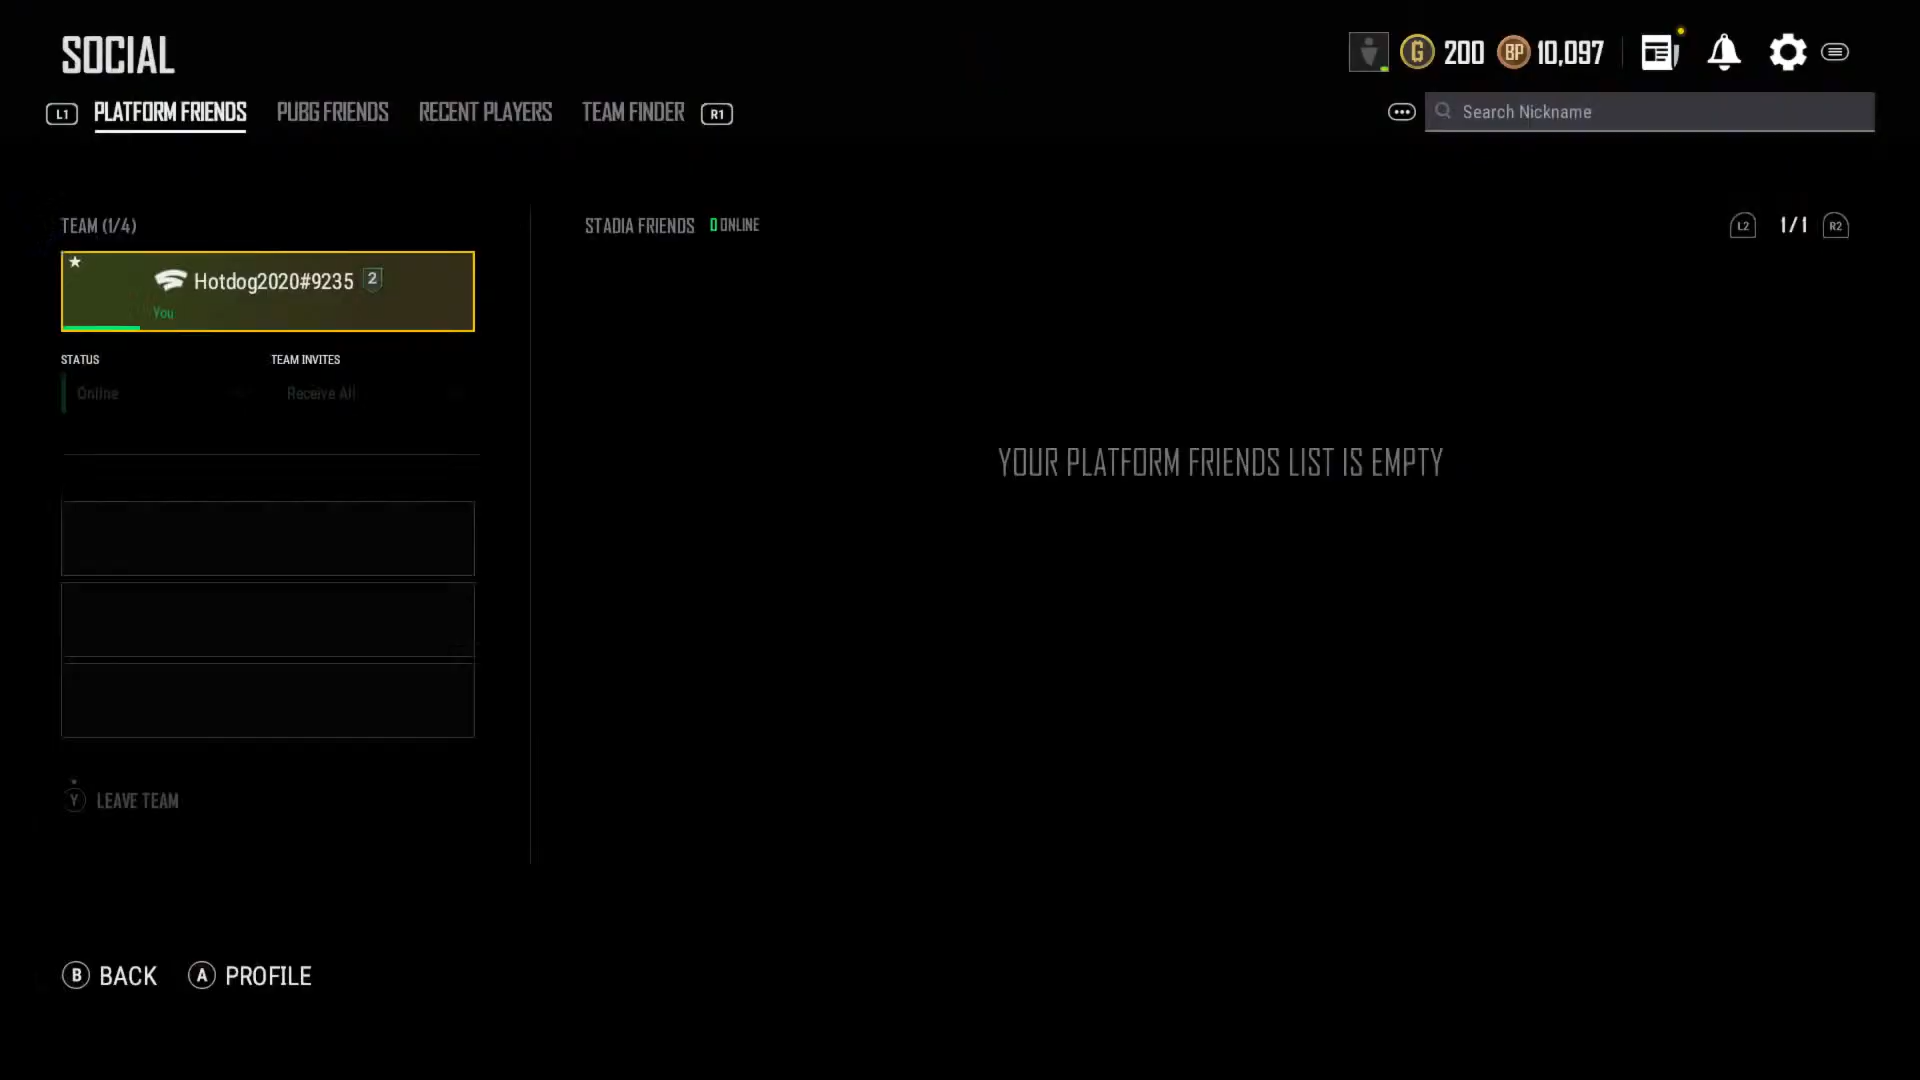 SOCIAL
G 200 BP 10,097
L1 PLATFORM FRIENDS PUBG FRIENDS RECENT PLAYERS TEAM FINDER R1
Search Nickname
TEAM (1/4)
STADIA FRIENDS 0 ONLINE
L2 1/1 R2
Hotdog2020#9235 2
You
STATUS TEAM INVITES
Online Receive All
YOUR PLATFORM FRIENDS LIST IS EMPTY
Y LEAVE TEAM
B BACK A PROFILE